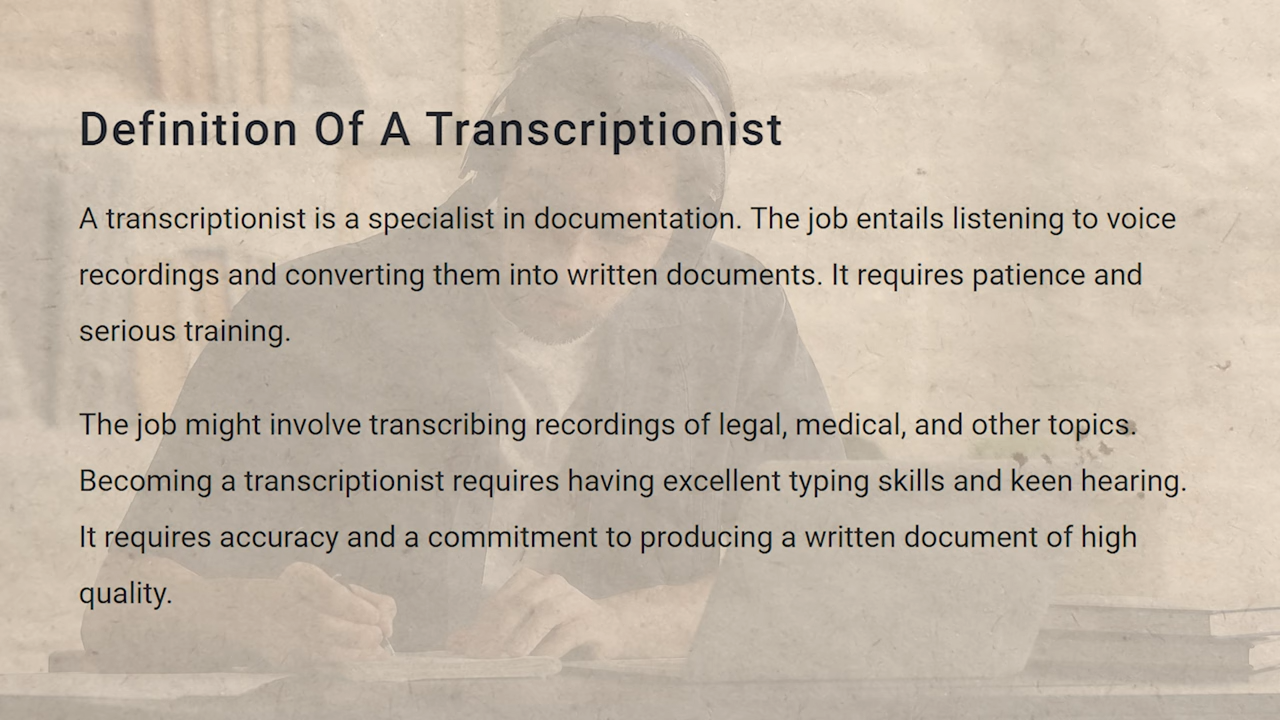 Definition Of A Transcriptionist
A transcriptionist is a specialist in documentation. The job entails listening to voice
recordings and converting them into written documents. It requires patience and
serious training.
The job might involve transcribing recordings of legal, medical, and other topics.
Becoming a transcriptionist requires having excellent typing skills and keen hearing.
It requires accuracy and a commitment to producing a written document of high
quality.